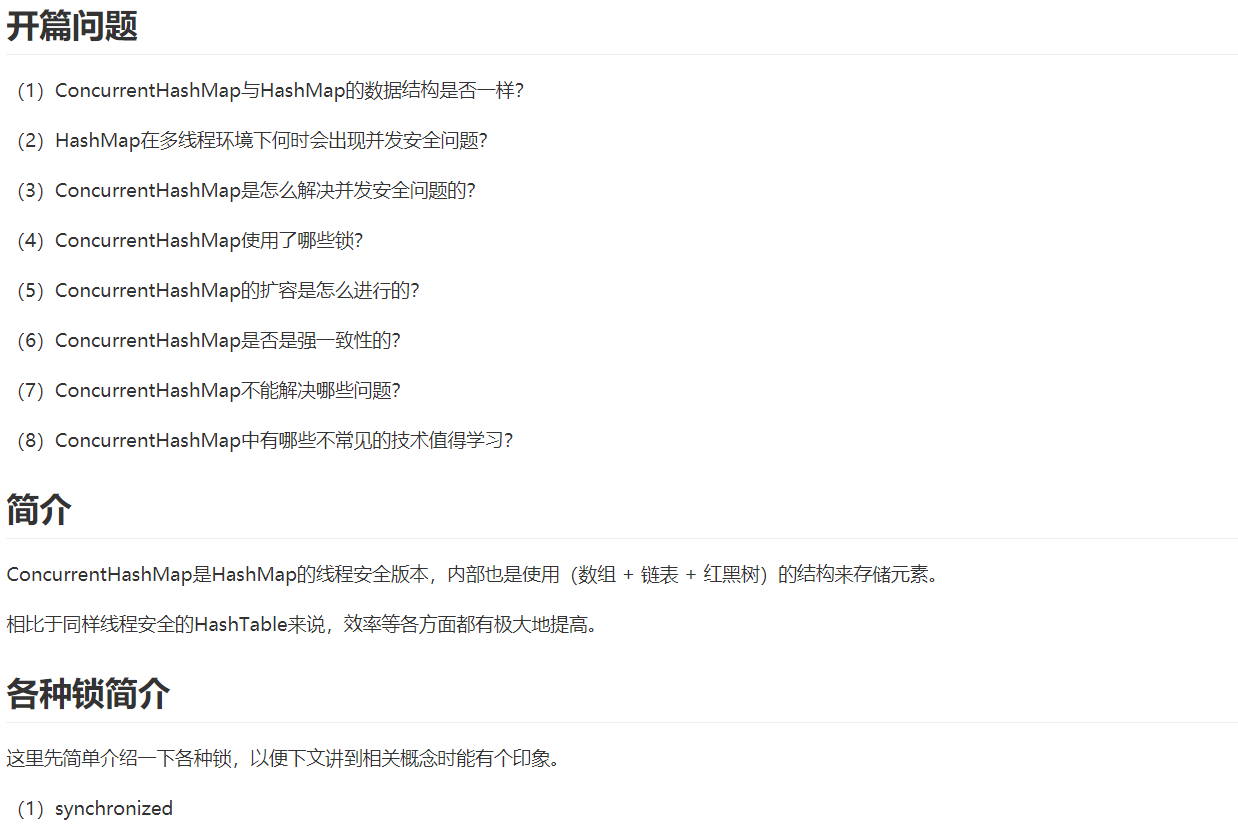 开篇问题
（1）ConcurrentHashMap与HashMap的数据结构是否一样？
（2）HashMap在多线程环境下何时会出现并发安全问题？
（3）ConcurrentHashMap是怎么解决并发安全问题的？
（4）ConcurrentHashMap使用了哪些锁？
（5）ConcurrentHashMap的扩容是怎么进行的？
（6）ConcurrentHashMap是否是强一致性的？
（7）ConcurrentHashMap不能解决哪些问题？
（8）ConcurrentHashMap中有哪些不常见的技术值得学习？
简介
ConcurrentHashMap是HashMap的线程安全版本，内部也是使用（数组 + 链表 + 红黑树）的结构来存储元素。
相比于同样线程安全的HashTable来说，效率等各方面都有极大地提高。
各种锁简介
这里先简单介绍一下各种锁，以便下文讲到相关概念时能有个印象。
（1）synchronized